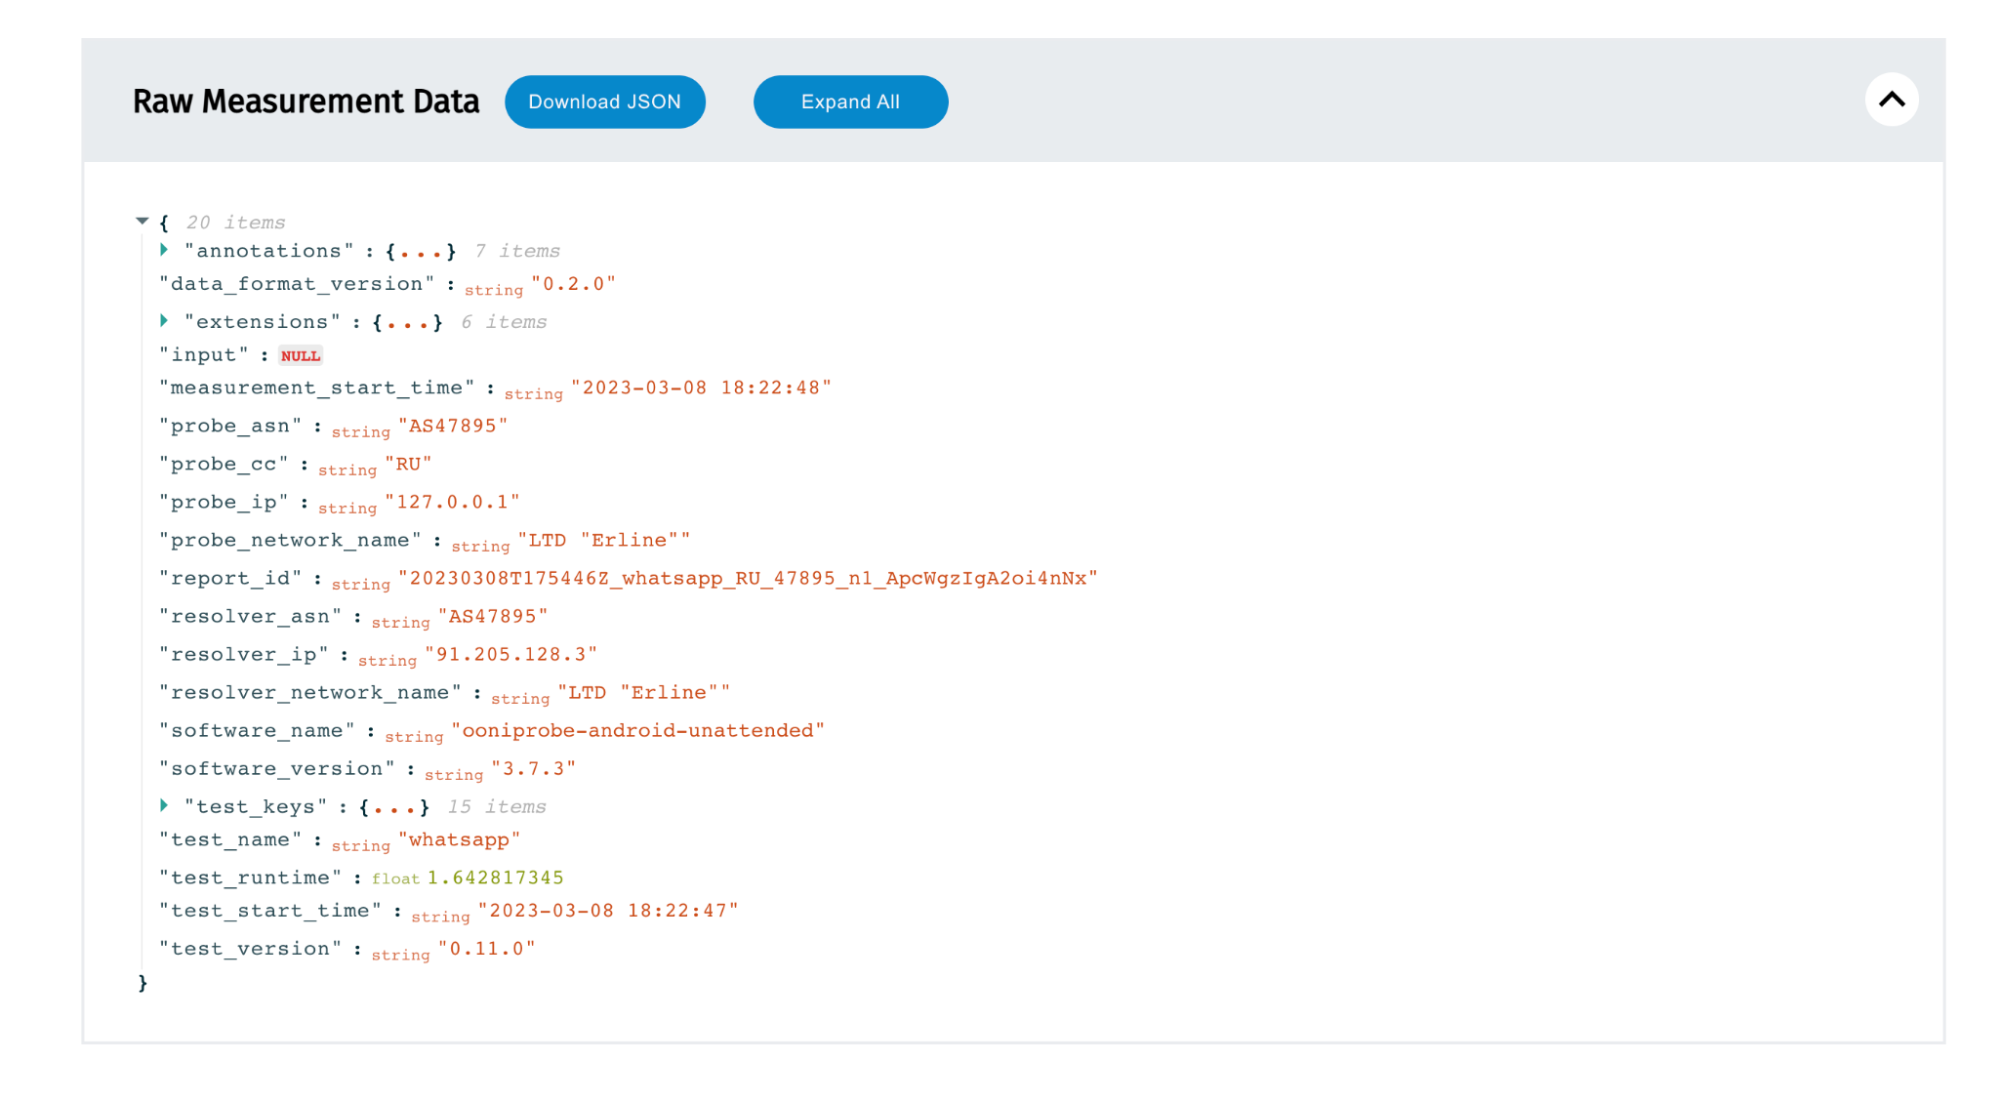 Raw Measurement Data Download JSON Expand All
{ 20 items
"annotations" : {...} 7 items
"data_format_version" : string "0.2.0"
"extensions" : {...} 6 items
"input" : NULL
"measurement_start_time" : string "2023-03-08 18:22:48"
"probe_asn" : string "AS47895"
"probe_cc" : string "RU"
"probe_ip" : string "127.0.0.1"
"probe_network_name" : string "LTD "Erline""
"report_id" : string "20230308T175446Z_whatsapp_RU_47895_n1_ApcWgzIgA2oi4nNx"
"resolver_asn" : string "AS47895"
"resolver_ip" : string "91.205.128.3"
"resolver_network_name" : string "LTD "Erline""
"software_name" : string "ooniprobe-android-unattended"
"software_version" : string "3.7.3"
"test_keys" : {...} 15 items
"test_name" : string "whatsapp"
"test_runtime" : float 1.642817345
"test_start_time" : string "2023-03-08 18:22:47"
"test_version" : string "0.11.0"
}